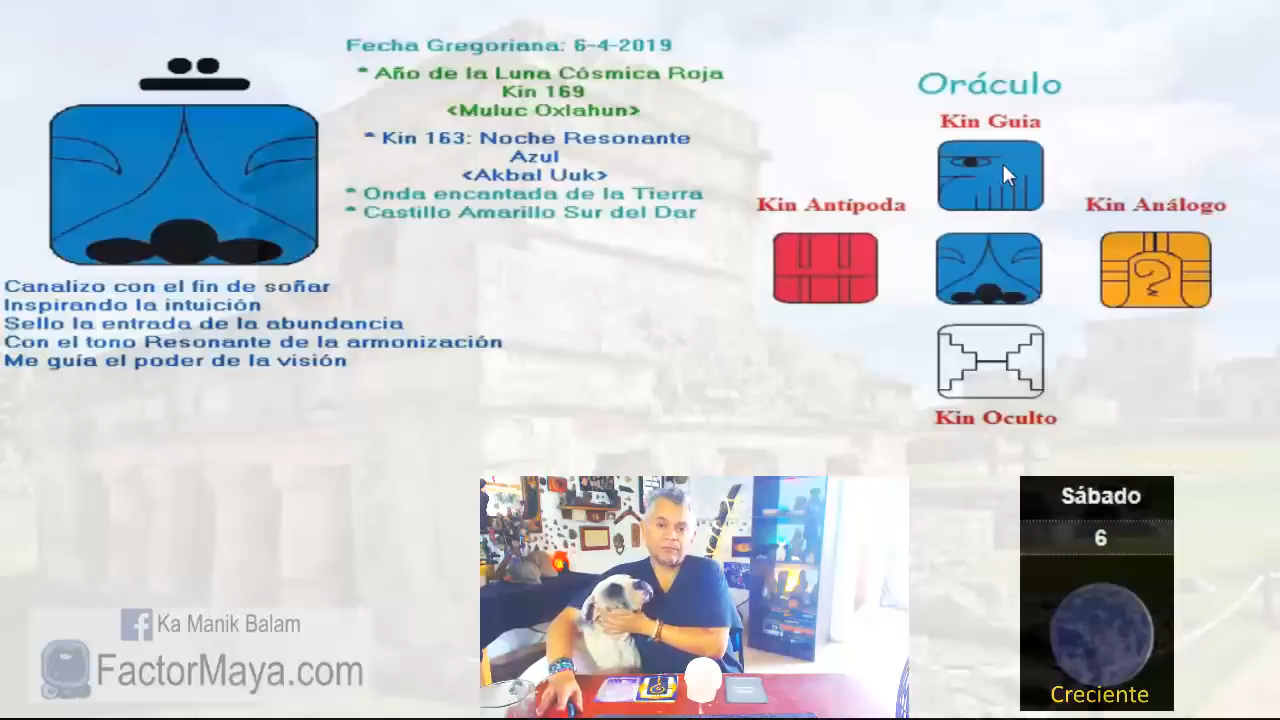 Fecha Gregoriana: 6-4-2019
* Año de la Luna Cósmica Roja
Kin 169
<Muluc Oxlahun>
* Kin 163: Noche Resonante
Azul
<Akbal Uuk>
* Onda encantada de la Tierra
* Castillo Amarillo Sur del Dar
Canalizo con el fin de soñar
Inspirando la intuición
Sello la entrada de la abundancia
Con el tono Resonante de la armonización
Me guía el poder de la visión
Oráculo
Kin Guia
Kin Antípoda
Kin Análogo
Kin Oculto
Ka Manik Balam
FactorMaya.com
Sábado
6
Creciente